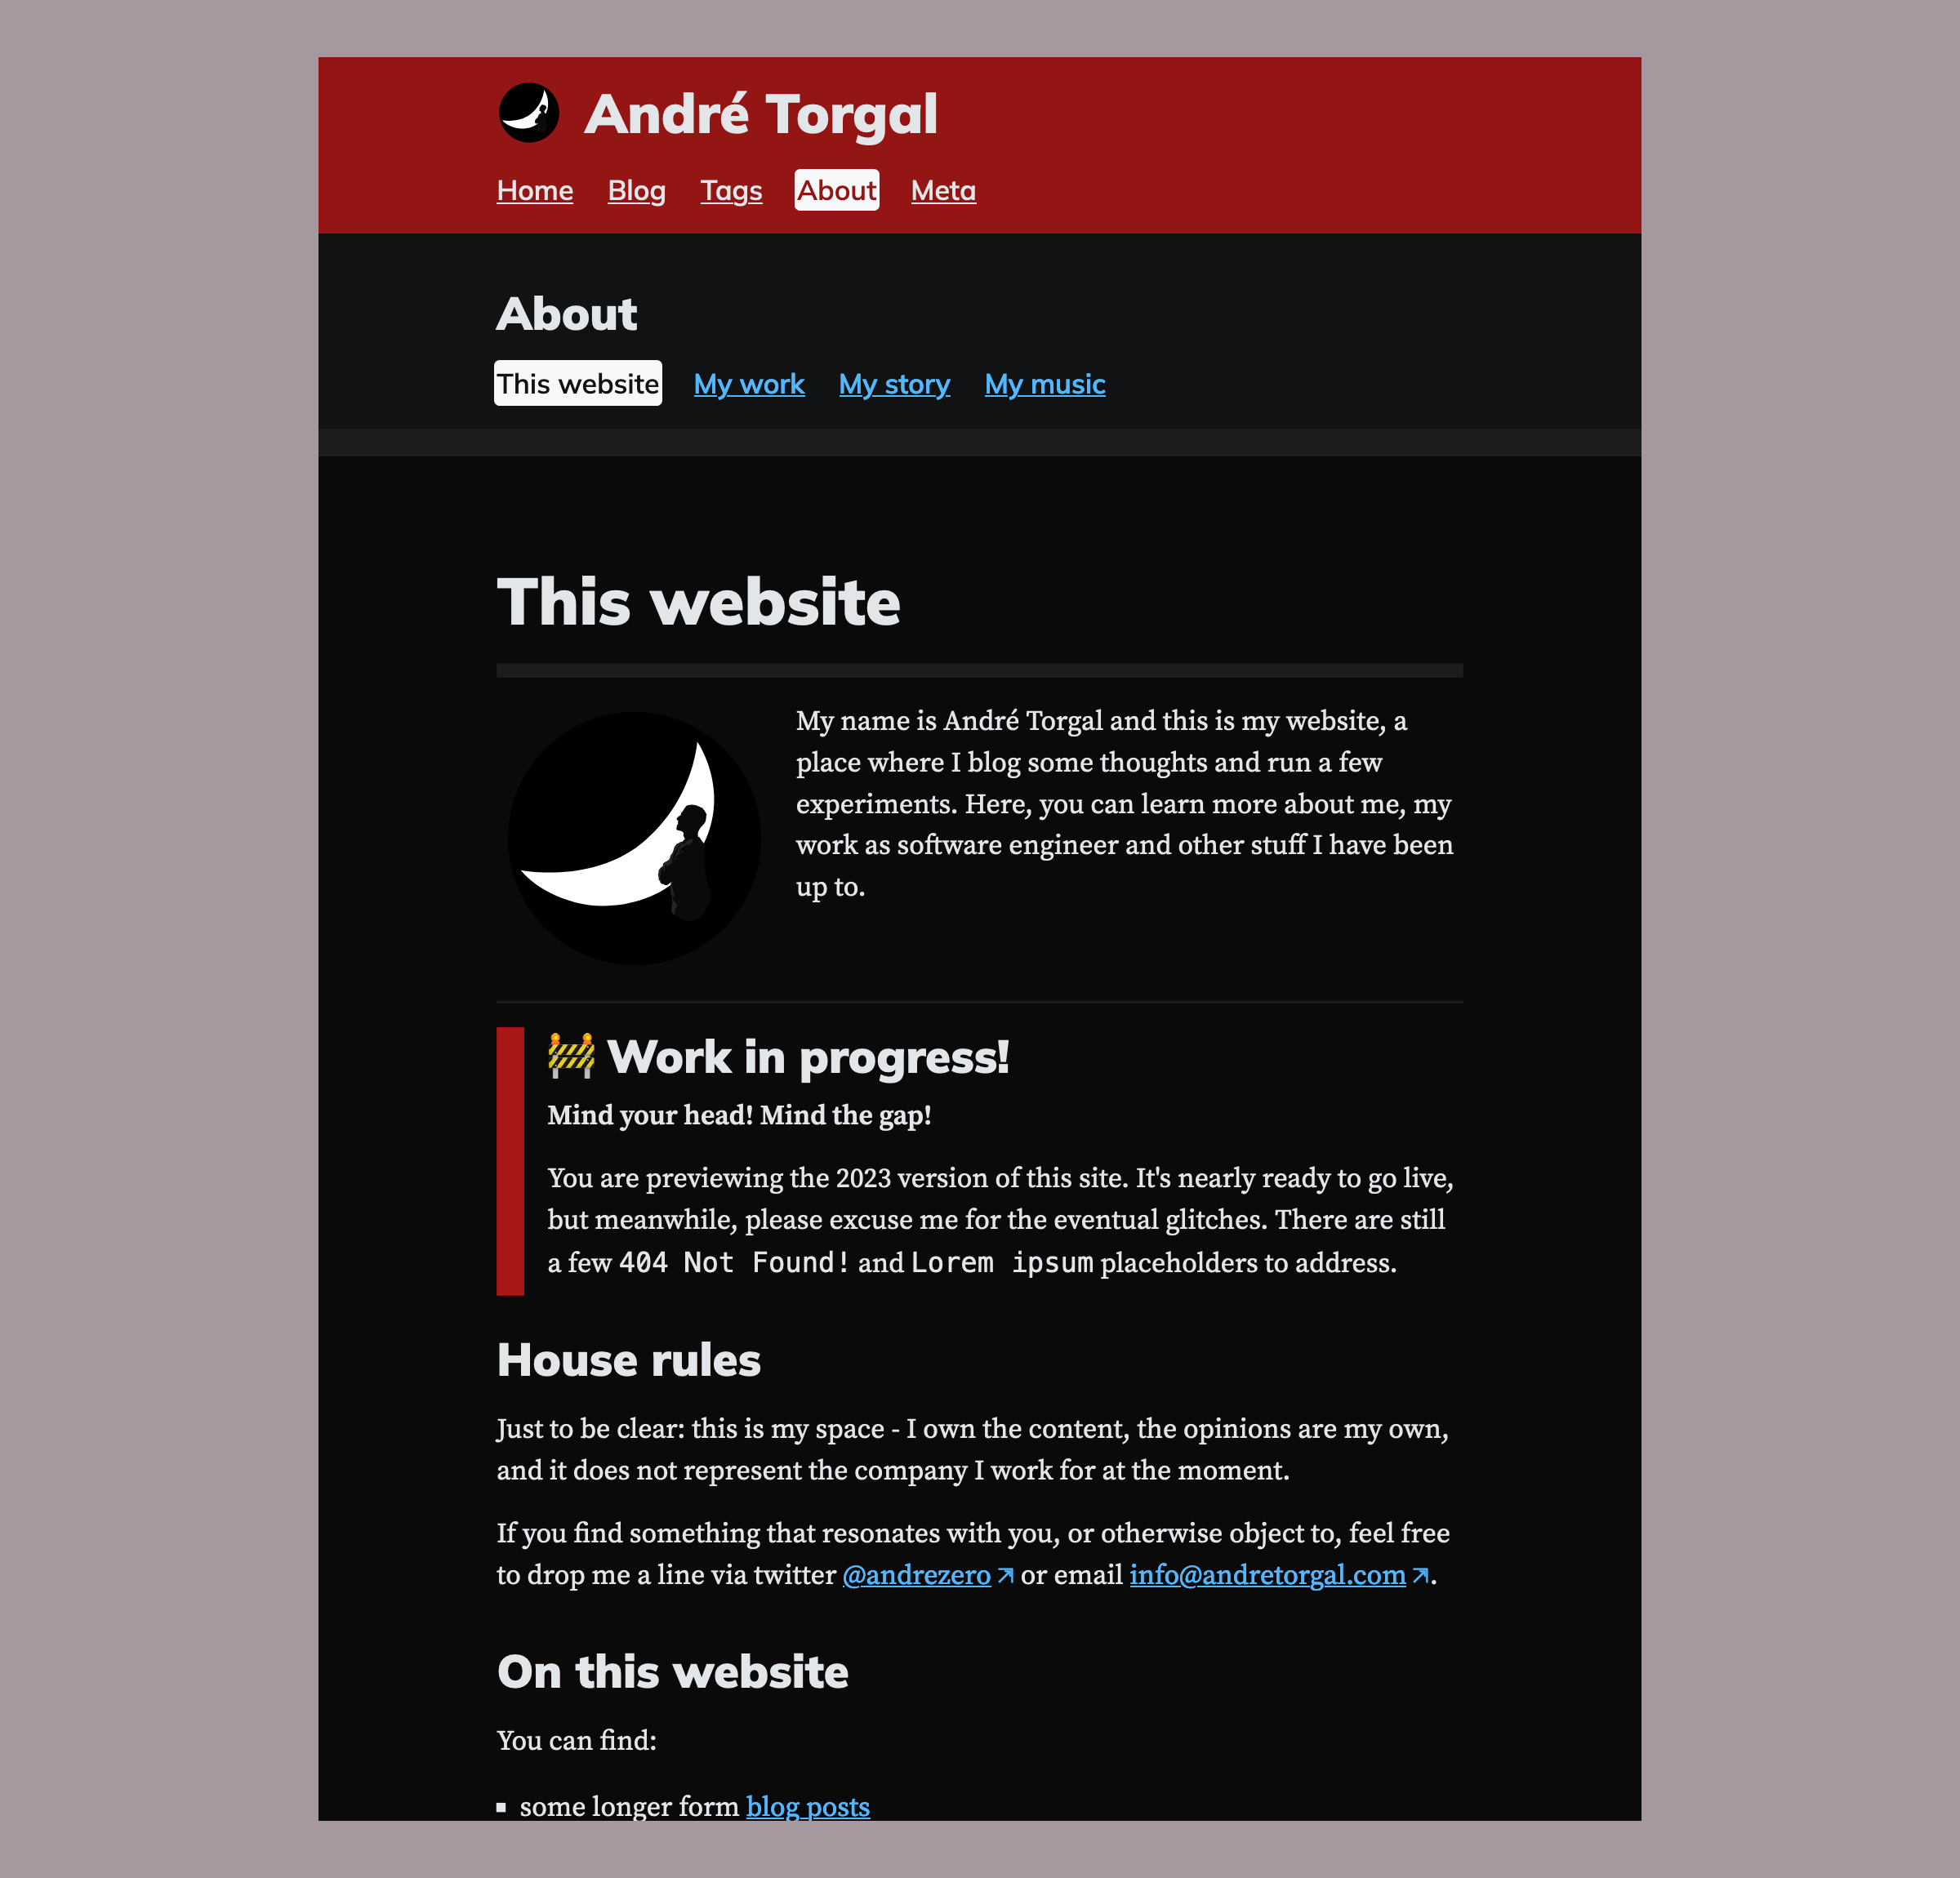 André Torgal
Home Blog Tags About Meta
About
This website My work My story My music
This website
My name is André Torgal and this is my website, a
place where I blog some thoughts and run a few
experiments. Here, you can learn more about me, my
work as software engineer and other stuff I have been
up to.
🚧 Work in progress!
Mind your head! Mind the gap!
You are previewing the 2023 version of this site. It's nearly ready to go live,
but meanwhile, please excuse me for the eventual glitches. There are still
a few 404 Not Found! and Lorem ipsum placeholders to address.
House rules
Just to be clear: this is my space - I own the content, the opinions are my own,
and it does not represent the company I work for at the moment.
If you find something that resonates with you, or otherwise object to, feel free
to drop me a line via twitter @andrezero or email info@andretorgal.com.
On this website
You can find:
some longer form blog posts